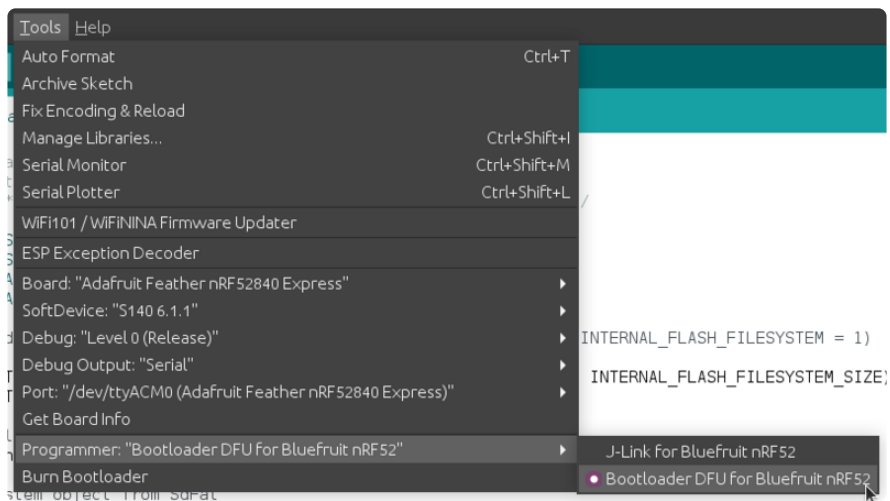 Tools Help
Auto Format Ctrl+T
Archive Sketch
Fix Encoding & Reload
Manage Libraries... Ctrl+Shift+I
Serial Monitor Ctrl+Shift+M
Serial Plotter Ctrl+Shift+L
/
WiFi101 / WiFiNINA Firmware Updater
ESP Exception Decoder
Board: "Adafruit Feather nRF52840 Express"
SoftDevice: "S140 6.1.1"
Debug: "Level 0 (Release)" INTERNAL_FLASH_FILESYSTEM = 1)
Debug Output: "Serial" INTERNAL_FLASH_FILESYSTEM_SIZE)
Port: "/dev/ttyACM0 (Adafruit Feather nRF52840 Express)"
Get Board Info
Programmer: "Bootloader DFU for Bluefruit nRF52" J-Link for Bluefruit nRF52
Burn Bootloader Bootloader DFU for Bluefruit nRF52
object from SdFat